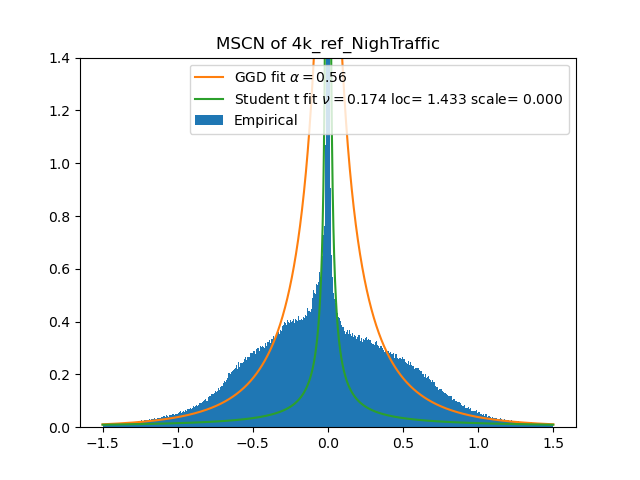 MSCN of 4k_ref_NighTraffic
GGD fit α = 0.56
Student t fit ν = 0.174 loc= 1.433 scale= 0.000
Empirical
1.4
1.2
1.0
0.8
0.6
0.4
0.2
0.0
−1.5 −1.0 −0.5 0.0 0.5 1.0 1.5